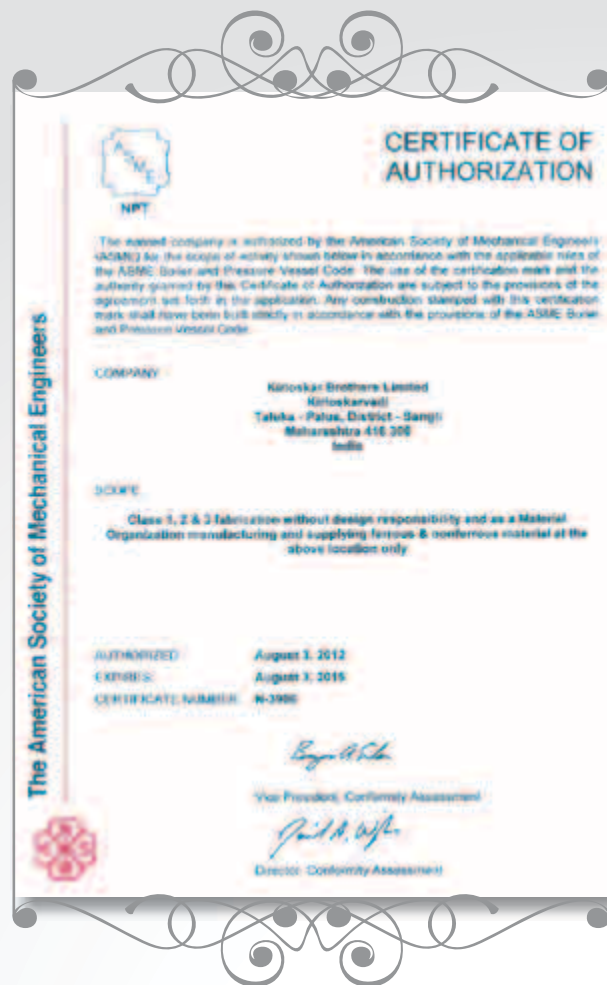 ASME
NPT
CERTIFICATE OF
AUTHORIZATION
The named company is authorized by the American Society of Mechanical Engineers
(ASME) for the scope of activity shown below in accordance with the applicable rules of
the ASME Boiler and Pressure Vessel Code. The use of the certification mark and the
authority granted by this Certificate of Authorization are subject to the provisions of the
agreement set forth in the application. Any construction stamped with this certification
mark shall have been built strictly in accordance with the provisions of the ASME Boiler
and Pressure Vessel Code.
COMPANY
Kirloskar Brothers Limited
Kirloskarvadi
Taluka - Palus, District - Sangli
Maharashtra 416 308
India
SCOPE
Class 1, 2 & 3 fabrication without design responsibility and as a Material
Organization manufacturing and supplying ferrous & nonferrous material at the
above location only
AUTHORIZED August 3, 2012
EXPIRES August 3, 2015
CERTIFICATE NUMBER
Vice President, Conformity Assessment
Director, Conformity Assessment
The American Society of Mechanical Engineers